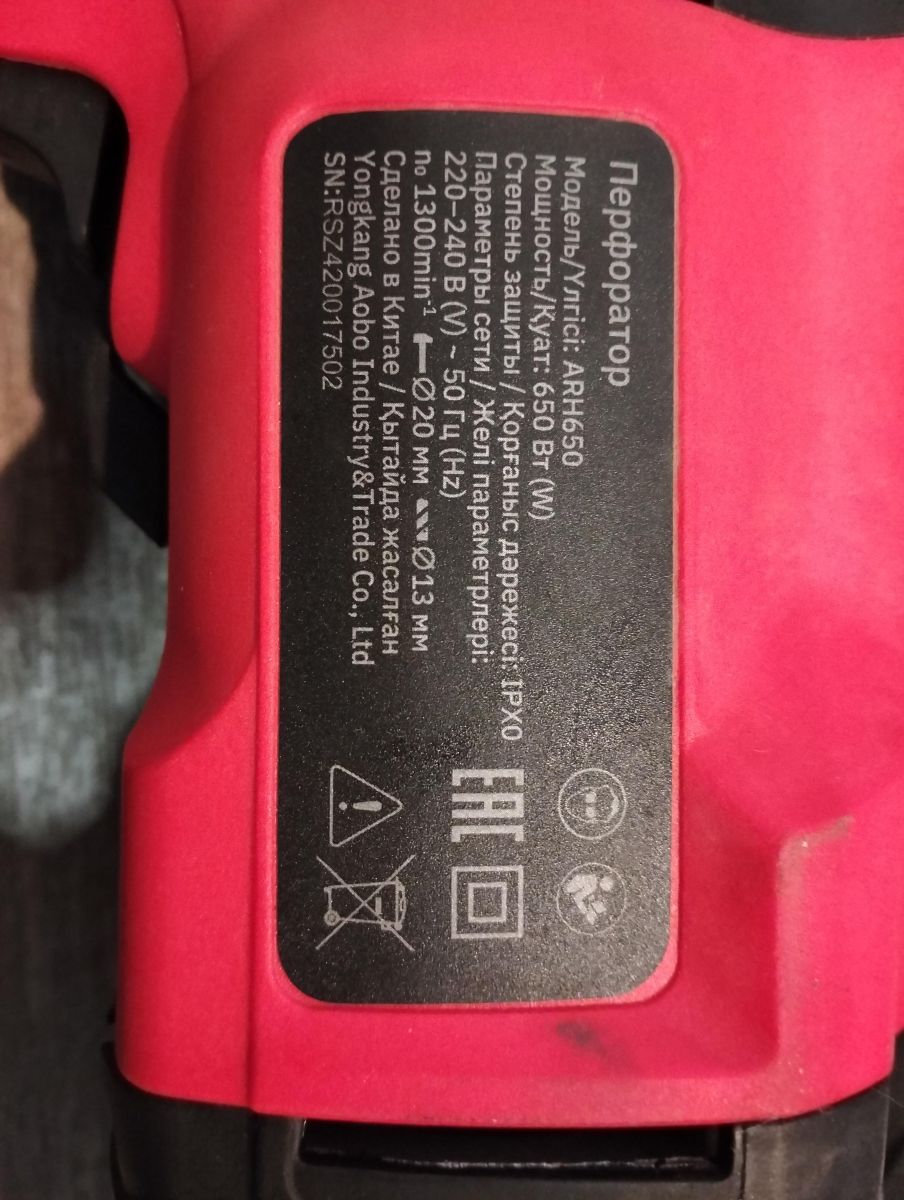 Перфоратор
Модель/Үлгісі: ARH650
Мощность/Қуат: 650 Вт (W)
Степень защиты / Қорғаныс дәрежесі: IPX0
Параметры сети / Желі параметрлері:
220–240 В (V) ~ 50 Гц (Hz)
n₀ 1300min⁻¹ Ø20 мм Ø13 мм
Сделано в Китае / Қытайда жасалған
Yongkang Aobo Industry&Trade Co., Ltd
SN:RSZ420017502
EAC